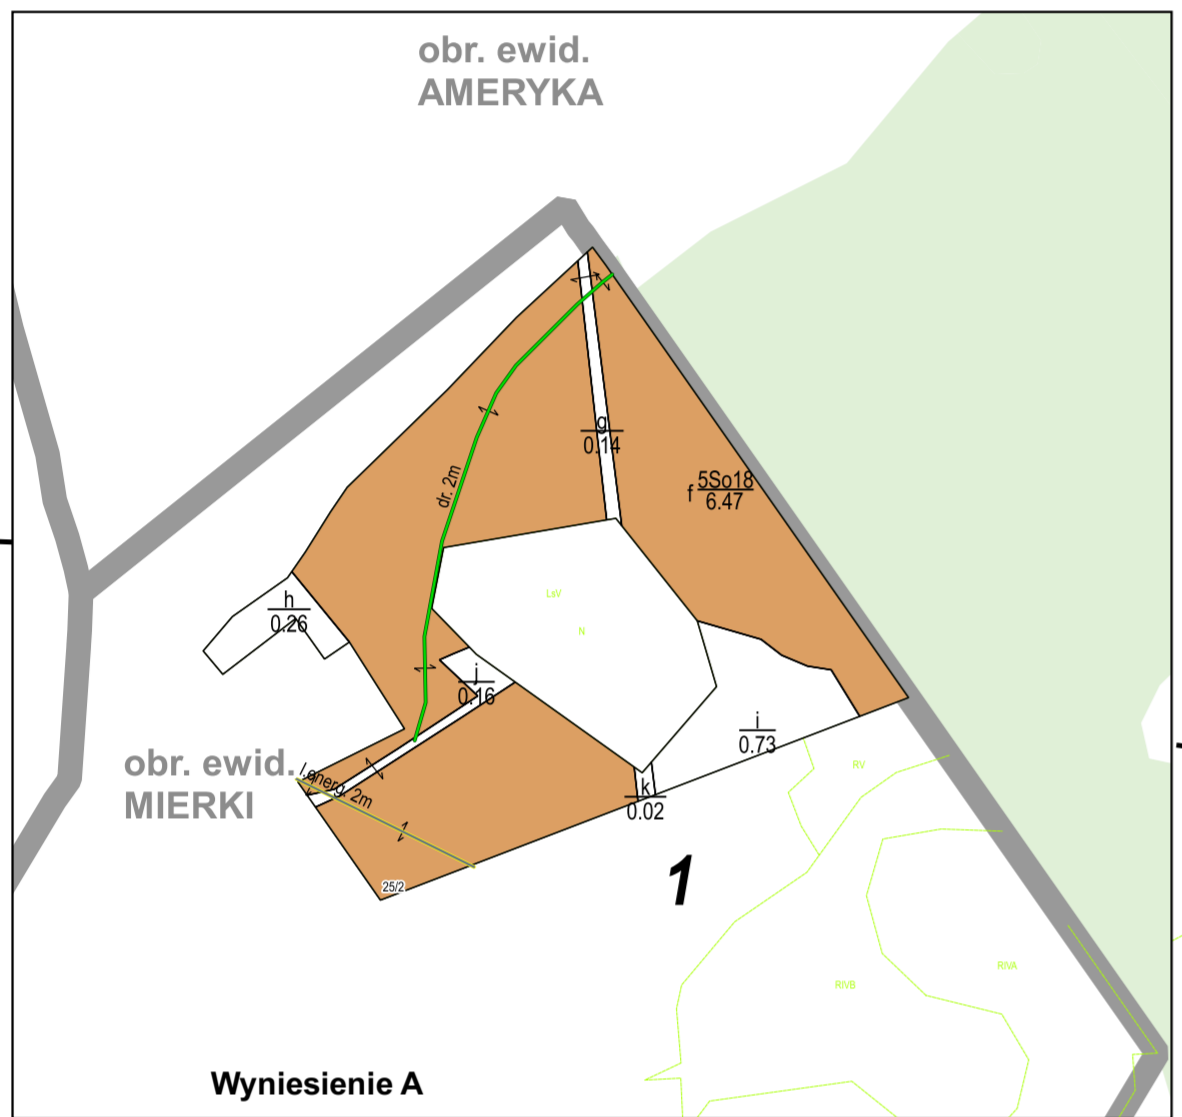 obr. ewid.
AMERYKA
g
0.14
dr. 2m
f 5So18
6.47
LsV
N
h
0.26
j
0.16
i
0.73
obr. ewid.
MIERKI
l.energ. 2m
k
0.02
RV
25/2
1
RIVA
RIVB
Wyniesienie A